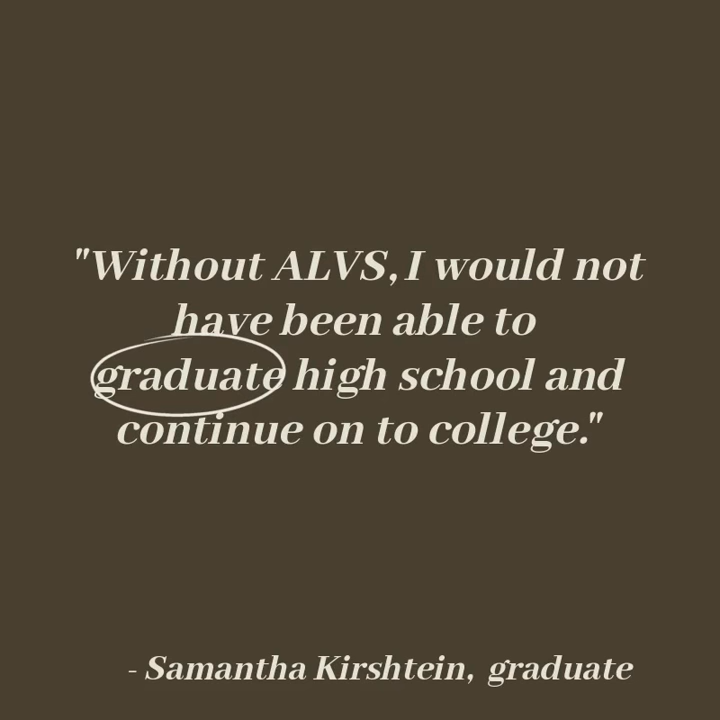 "Without ALVS, I would not
have been able to
graduate high school and
continue on to college."
- Samantha Kirshtein, graduate